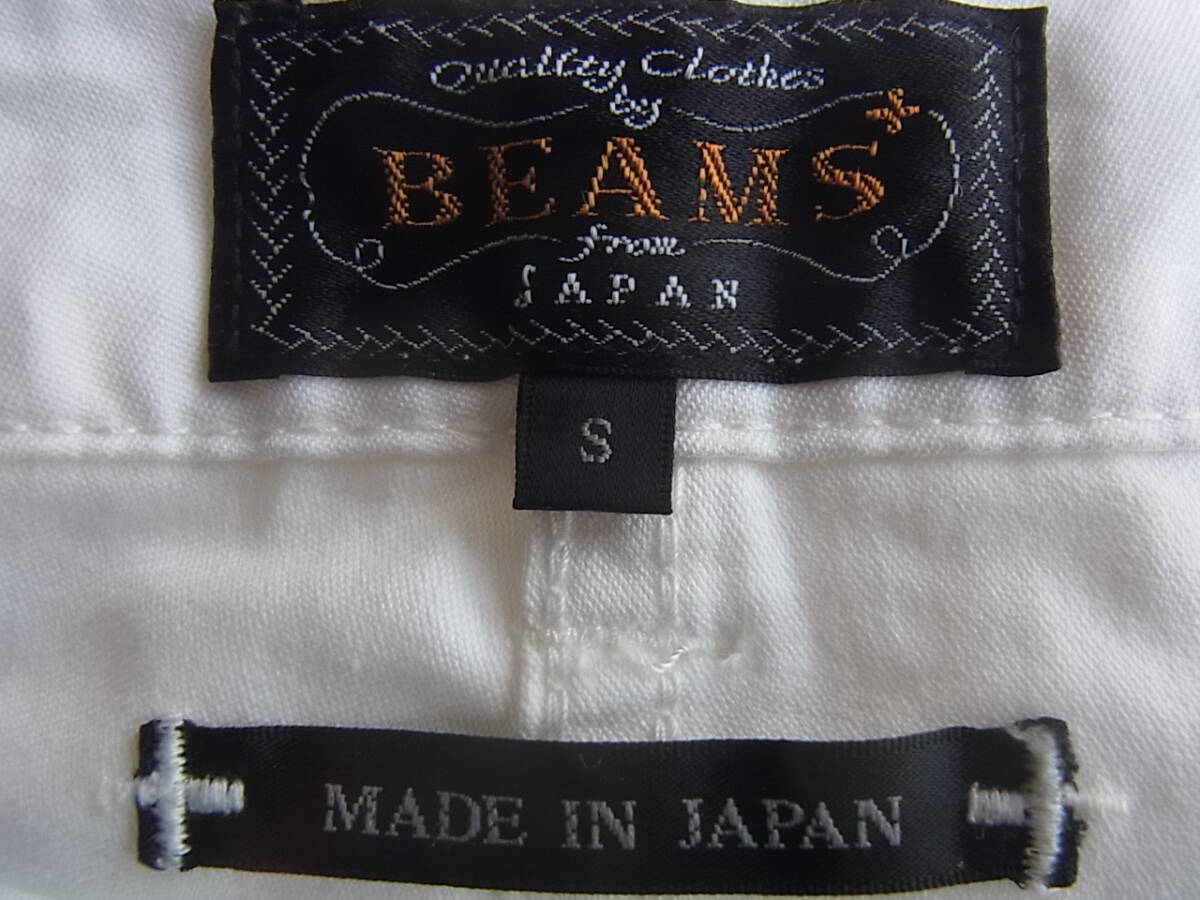 Quality Clothes
by
BEAMS+
from
JAPAN
S
MADE IN JAPAN